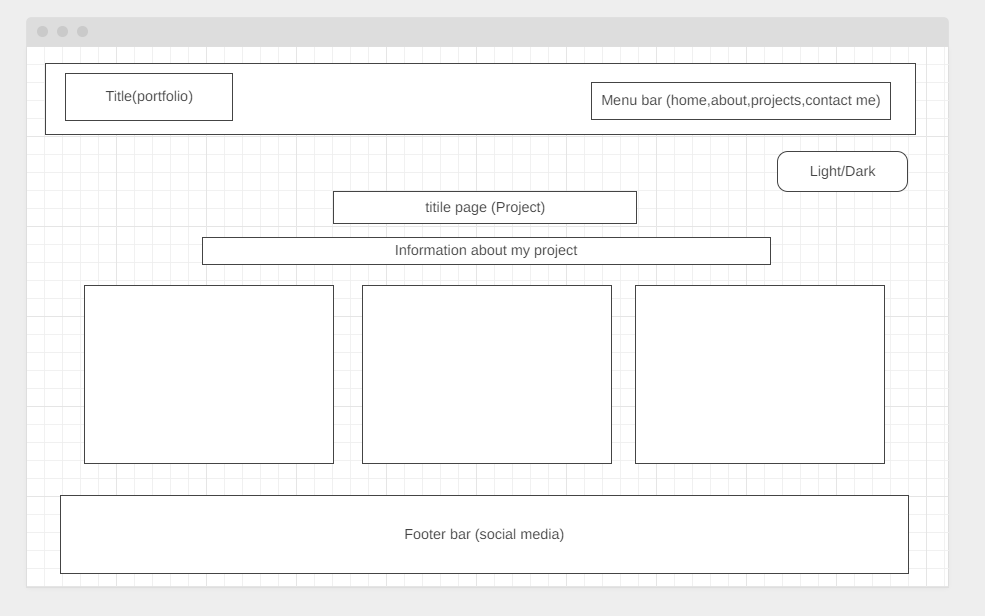 Title(portfolio)
Menu bar (home,about,projects,contact me)
Light/Dark
titile page (Project)
Information about my project
Footer bar (social media)